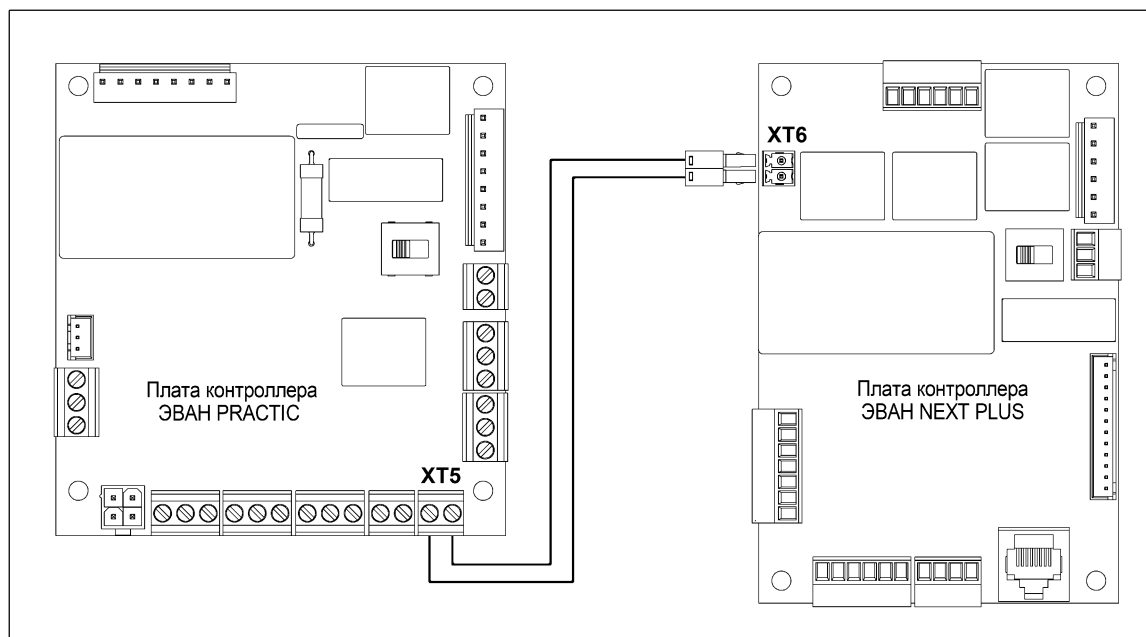 XT6
Плата контроллера
ЭВАН PRACTIC
Плата контроллера
ЭВАН NEXT PLUS
XT5